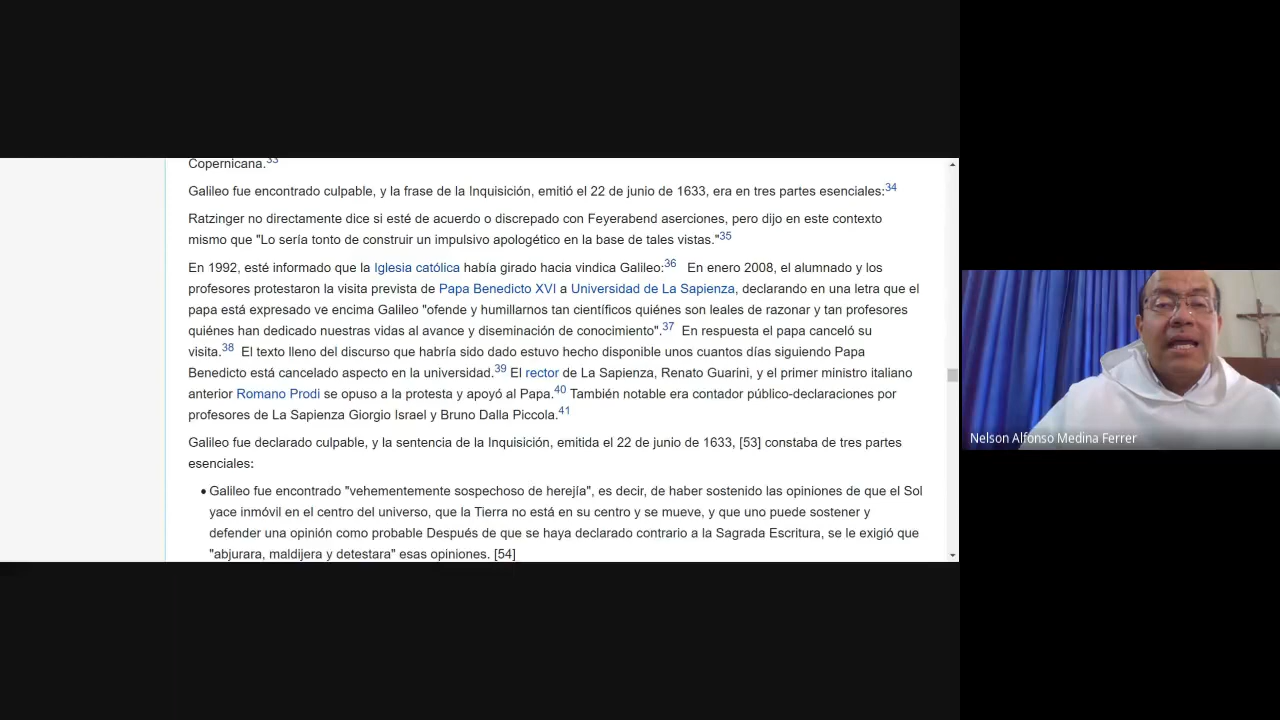 Copernicana.33
Galileo fue encontrado culpable, y la frase de la Inquisición, emitió el 22 de junio de 1633, era en tres partes esenciales:34
Ratzinger no directamente dice si esté de acuerdo o discrepado con Feyerabend aserciones, pero dijo en este contexto
mismo que "Lo sería tonto de construir un impulsivo apologético en la base de tales vistas."35
En 1992, esté informado que la Iglesia católica había girado hacia vindica Galileo:36 En enero 2008, el alumnado y los
profesores protestaron la visita prevista de Papa Benedicto XVI a Universidad de La Sapienza, declarando en una letra que el
papa está expresado ve encima Galileo "ofende y humillarnos tan científicos quiénes son leales de razonar y tan profesores
quiénes han dedicado nuestras vidas al avance y diseminación de conocimiento".37 En respuesta el papa canceló su
visita.38 El texto lleno del discurso que habría sido dado estuvo hecho disponible unos cuantos días siguiendo Papa
Benedicto está cancelado aspecto en la universidad.39 El rector de La Sapienza, Renato Guarini, y el primer ministro italiano
anterior Romano Prodi se opuso a la protesta y apoyó al Papa.40 También notable era contador público-declaraciones por
profesores de La Sapienza Giorgio Israel y Bruno Dalla Piccola.41
Galileo fue declarado culpable, y la sentencia de la Inquisición, emitida el 22 de junio de 1633, [53] constaba de tres partes
esenciales:
• Galileo fue encontrado "vehementemente sospechoso de herejía", es decir, de haber sostenido las opiniones de que el Sol
yace inmóvil en el centro del universo, que la Tierra no está en su centro y se mueve, y que uno puede sostener y
defender una opinión como probable Después de que se haya declarado contrario a la Sagrada Escritura, se le exigió que
"abjurara, maldijera y detestara" esas opiniones. [54]
Nelson Alfonso Medina Ferrer